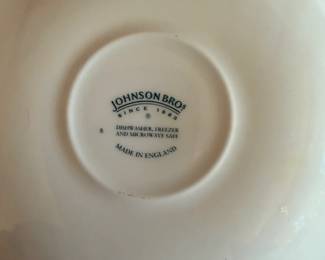 JOHNSON BROS
SINCE 1883
®
DISHWASHER, FREEZER
AND MICROWAVE SAFE
MADE IN ENGLAND